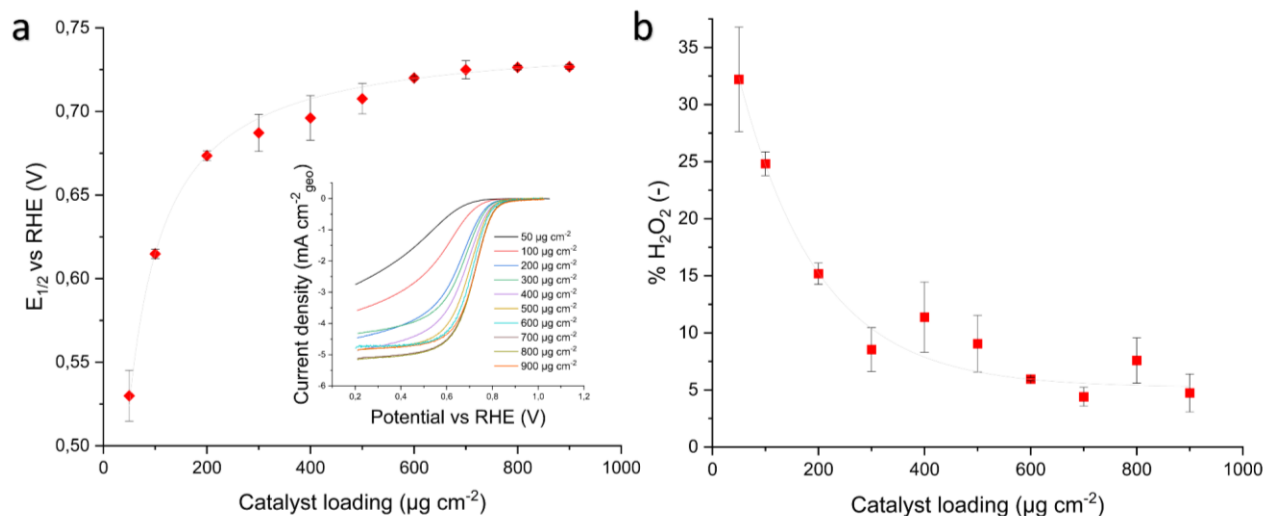 a
0,75
0,70
0,65
0,60
0,55
0,50
E1/2 vs RHE (V)
0
200
400
600
800
1000
Catalyst loading (µg cm-2)
0
-1
-2
-3
-4
-5
-6
Current density (mA cm-2geo)
0,2
0,4
0,6
0,8
1,0
1,2
Potential vs RHE (V)
50 µg cm-2
100 µg cm-2
200 µg cm-2
300 µg cm-2
400 µg cm-2
500 µg cm-2
600 µg cm-2
700 µg cm-2
800 µg cm-2
900 µg cm-2
b
35
30
25
20
15
10
5
0
% H2O2 (-)
0
200
400
600
800
1000
Catalyst loading (µg cm-2)